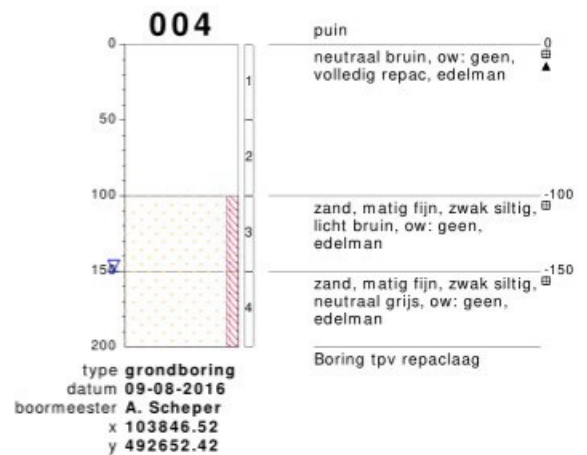 004
puin
0
0
neutraal bruin, ow: geen,
volledig repac, edelman
1
50
2
100
-100
zand, matig fijn, zwak siltig,
licht bruin, ow: geen,
edelman
3
150
-150
zand, matig fijn, zwak siltig,
neutraal grijs, ow: geen,
edelman
4
200
Boring tpv repaclaag
type grondboring
datum 09-08-2016
boormeester A. Scheper
x 103846.52
y 492652.42